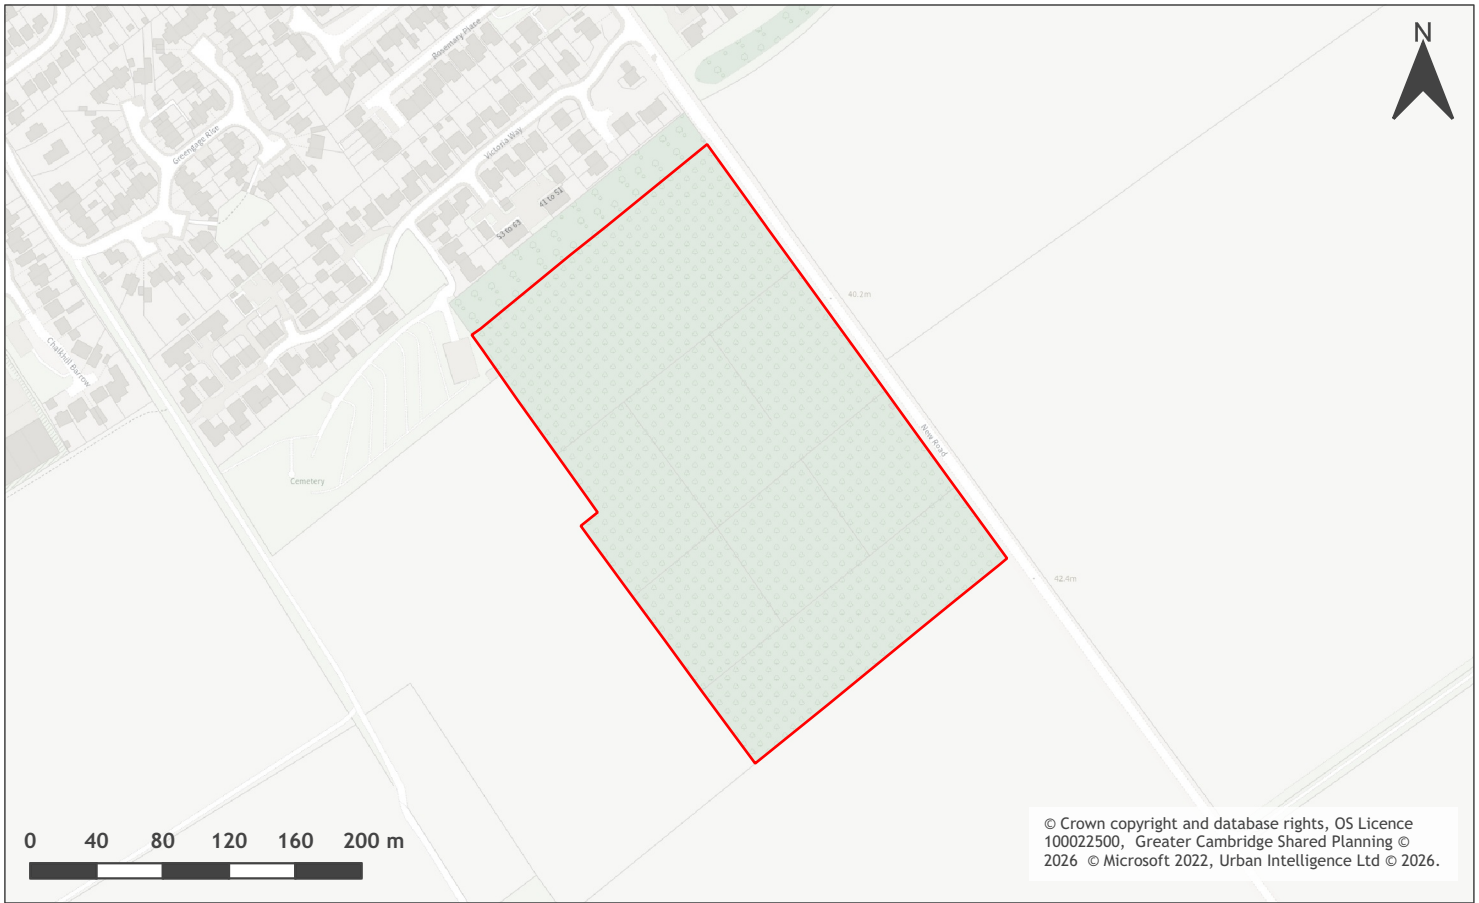 Rosemary Place
N
Greengage Rise
Victoria Way
41 to 51
53 to 63
40.2m
Chalkhill Barrow
New Road
Cemetery
42.4m
0 40 80 120 160 200 m
© Crown copyright and database rights, OS Licence
100022500, Greater Cambridge Shared Planning ©
2026 © Microsoft 2022, Urban Intelligence Ltd © 2026.